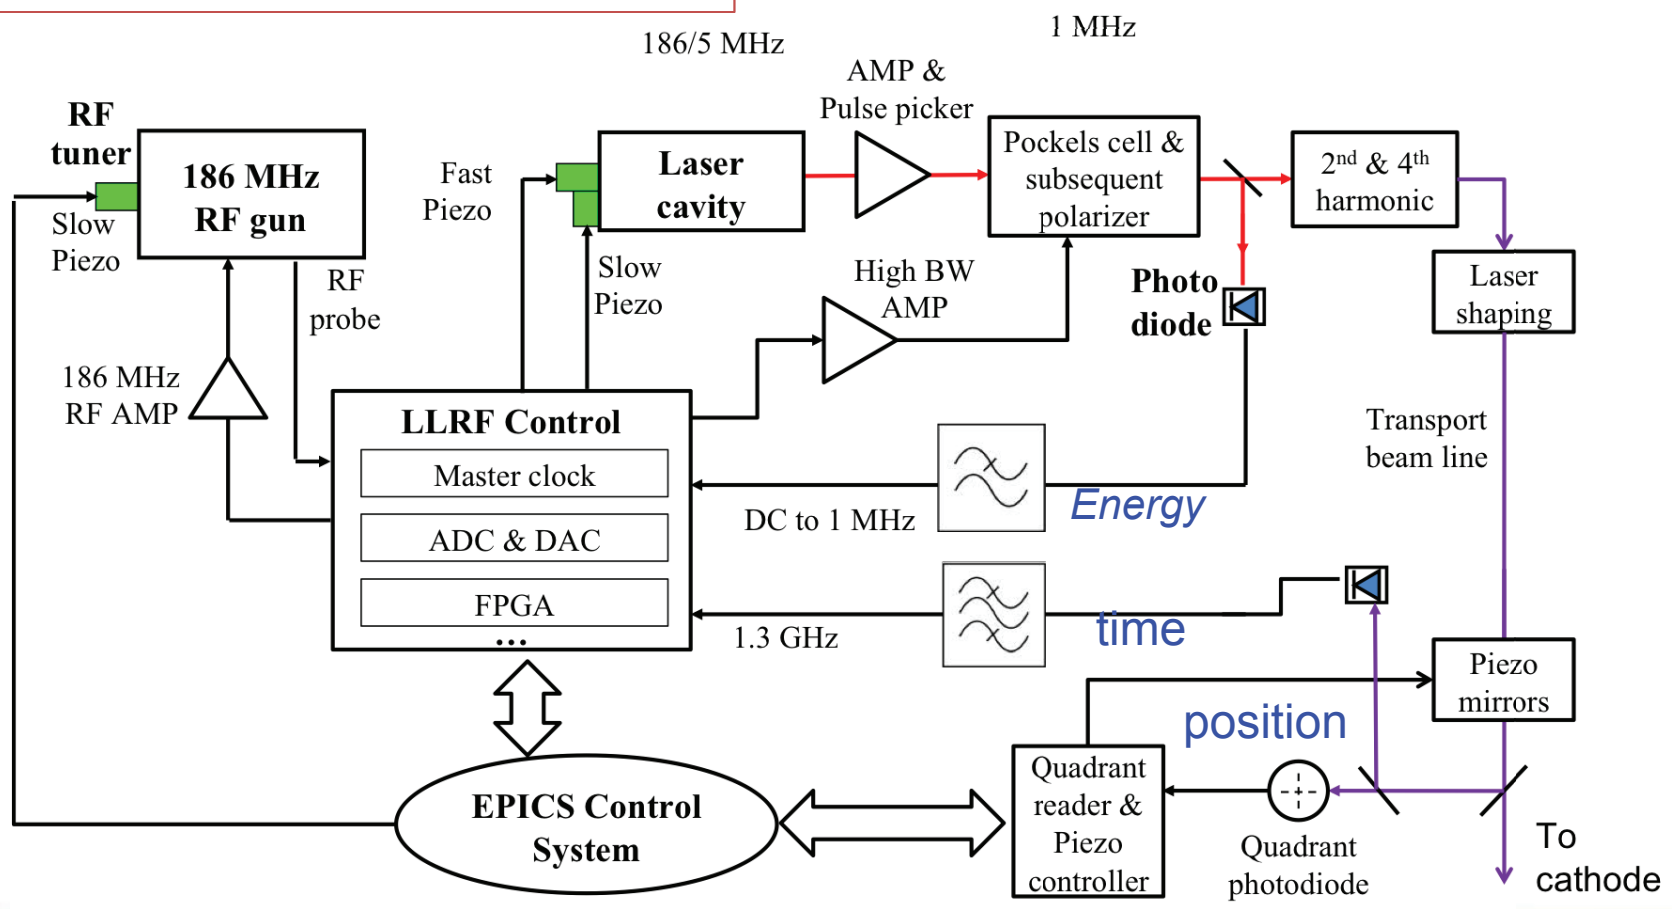 186/5 MHz
1 MHz
AMP &
Pulse picker
RF
tuner
186 MHz
RF gun
Slow
Piezo
Fast
Piezo
Laser
cavity
Pockels cell &
subsequent
polarizer
2nd & 4th
harmonic
Slow
Piezo
RF
probe
High BW
AMP
Photo
diode
Laser
shaping
186 MHz
RF AMP
LLRF Control
Master clock
ADC & DAC
FPGA
...
Transport
beam line
Energy
DC to 1 MHz
time
1.3 GHz
Piezo
mirrors
position
EPICS Control
System
Quadrant
reader &
Piezo
controller
Quadrant
photodiode
To
cathode